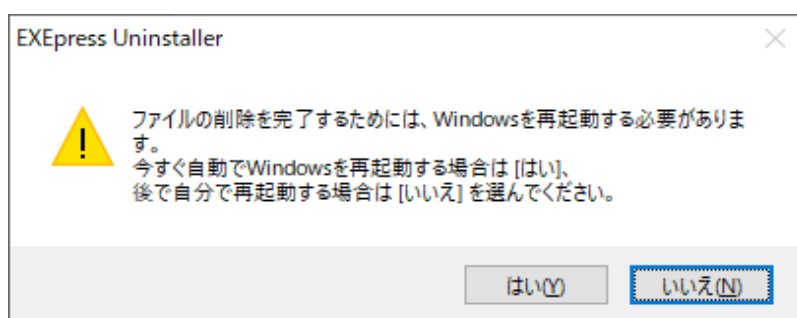 EXEpress Uninstaller
ファイルの削除を完了するためには、Windowsを再起動する必要がありま
す。
今すぐ自動でWindowsを再起動する場合は [はい]、
後で自分で再起動する場合は [いいえ] を選んでください。
はい(Y)
いいえ(N)